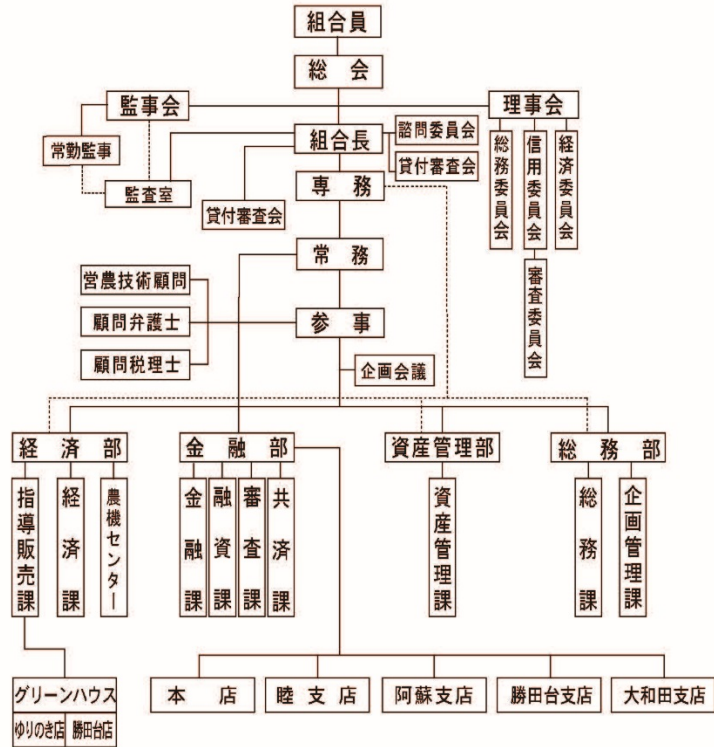 組合員
総会
監事会
理事会
常勤監事
監査室
組合長
諮問委員会
貸付審査会
貸付審査会
総務委員会
信用委員会
経済委員会
審査委員会
専務
常務
営農技術顧問
顧問弁護士
顧問税理士
参事
企画会議
経済部
金融部
資産管理部
総務部
指導販売課
経済課
農機センター
金融課
融資課
審査課
共済課
資産管理課
総務課
企画管理課
グリーンハウス
ゆりのき店
勝田台店
本店
睦支店
阿蘇支店
勝田台支店
大和田支店